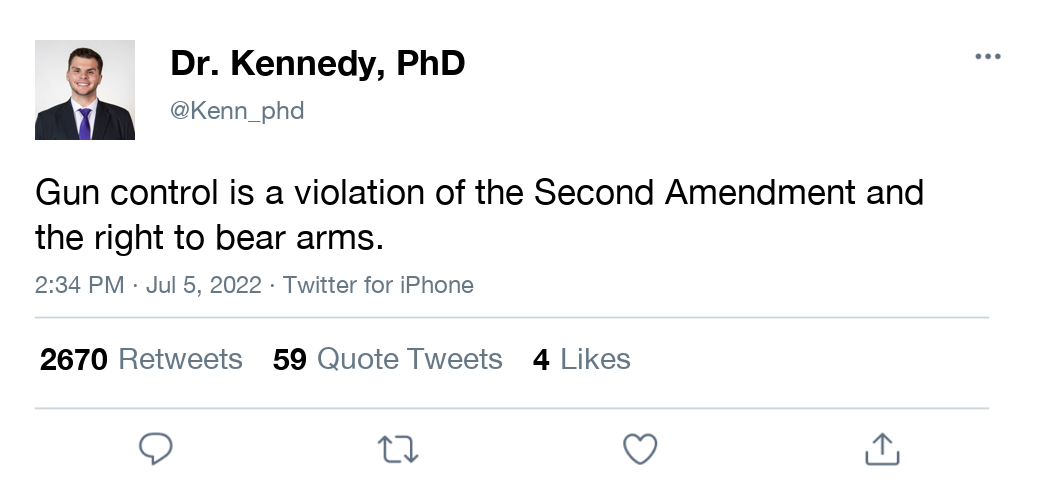 Dr. Kennedy, PhD
@Kenn_phd
Gun control is a violation of the Second Amendment and
the right to bear arms.
2:34 PM · Jul 5, 2022 · Twitter for iPhone
2670 Retweets 59 Quote Tweets 4 Likes